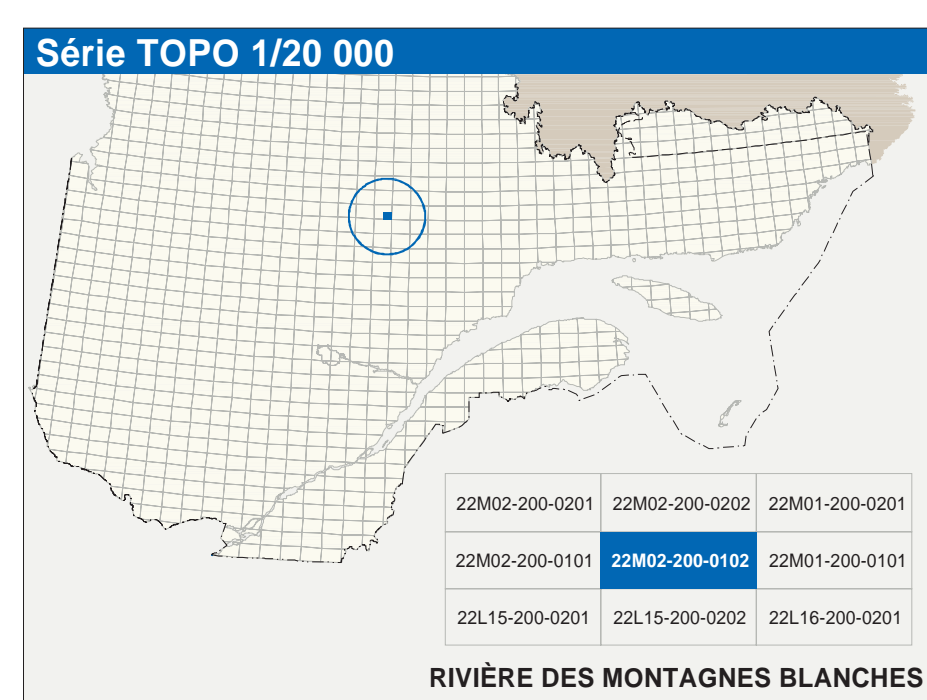 Série TOPO 1/20 000
22M02-200-0201 22M02-200-0202 22M01-200-0201
22M02-200-0101 22M02-200-0102 22M01-200-0101
22L15-200-0201 22L15-200-0202 22L16-200-0201
RIVIÈRE DES MONTAGNES BLANCHES